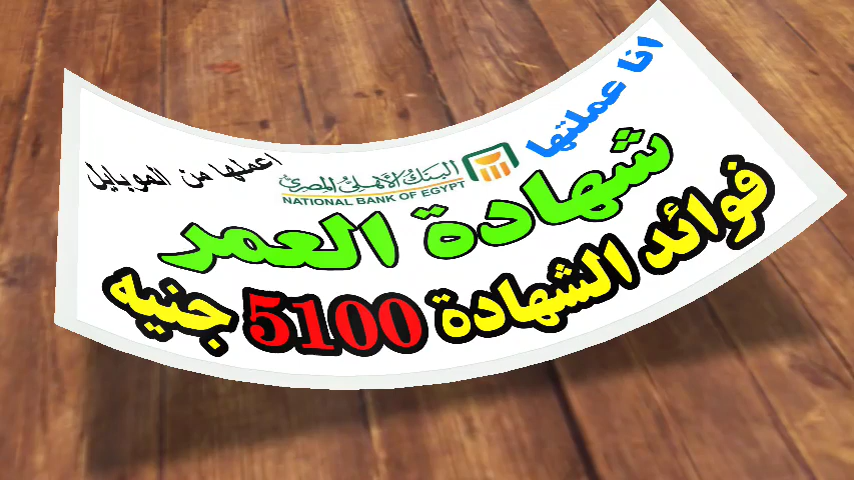 انا عملتها
اعملها من الموبايل
البنك الأهلي المصري
NATIONAL BANK OF EGYPT
شهادة العمر
فوائد الشهادة 5100 جنيه